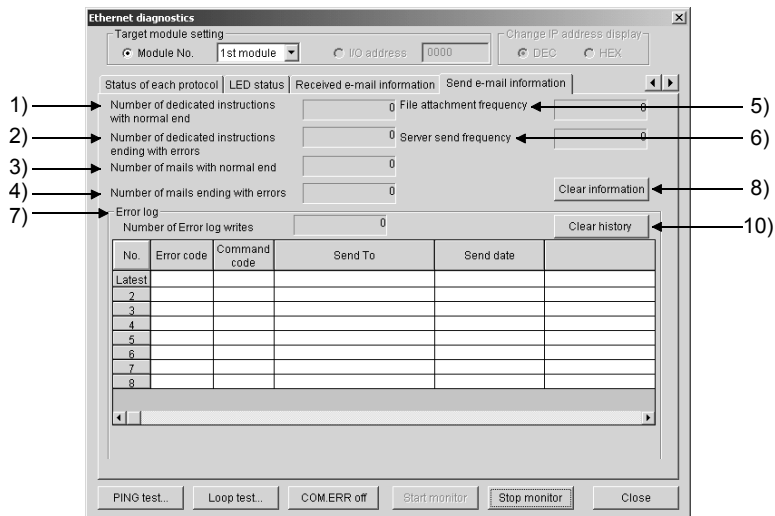 Ethernet diagnostics
Target module setting
Module No.
1st module
I/O address
0000
Change IP address display
DEC
HEX
Status of each protocol
LED status
Received e-mail information
Send e-mail information
1)
Number of dedicated instructions
with normal end
0
File attachment frequency
0
5)
2)
Number of dedicated instructions
ending with errors
0
Server send frequency
0
6)
3)
Number of mails with normal end
0
4)
Number of mails ending with errors
0
Clear information
8)
7)
Error log
Number of Error log writes
0
Clear history
10)
No.
Error code
Command
code
Send To
Send date
Latest
2
3
4
5
6
7
8
PING test...
Loop test...
COM.ERR off
Start monitor
Stop monitor
Close